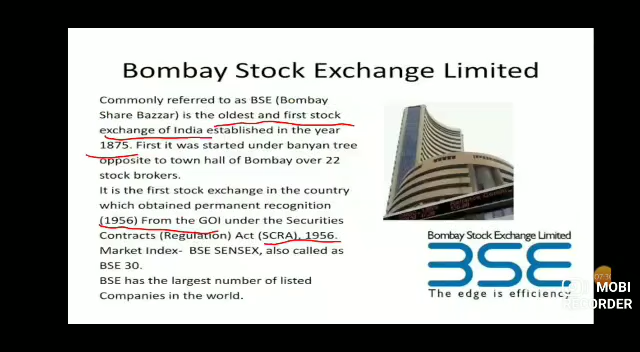 Bombay Stock Exchange Limited
Commonly referred to as BSE (Bombay
Share Bazzar) is the oldest and first stock
exchange of India established in the year
1875. First it was started under banyan tree
opposite to town hall of Bombay over 22
stock brokers.
It is the first stock exchange in the country
which obtained permanent recognition
(1956) From the GOI under the Securities
Contracts (Regulation) Act (SCRA), 1956.
Market Index- BSE SENSEX, also called as
BSE 30.
BSE has the largest number of listed
Companies in the world.
Bombay Stock Exchange Limited
BSE
The edge is efficiency
MOBI